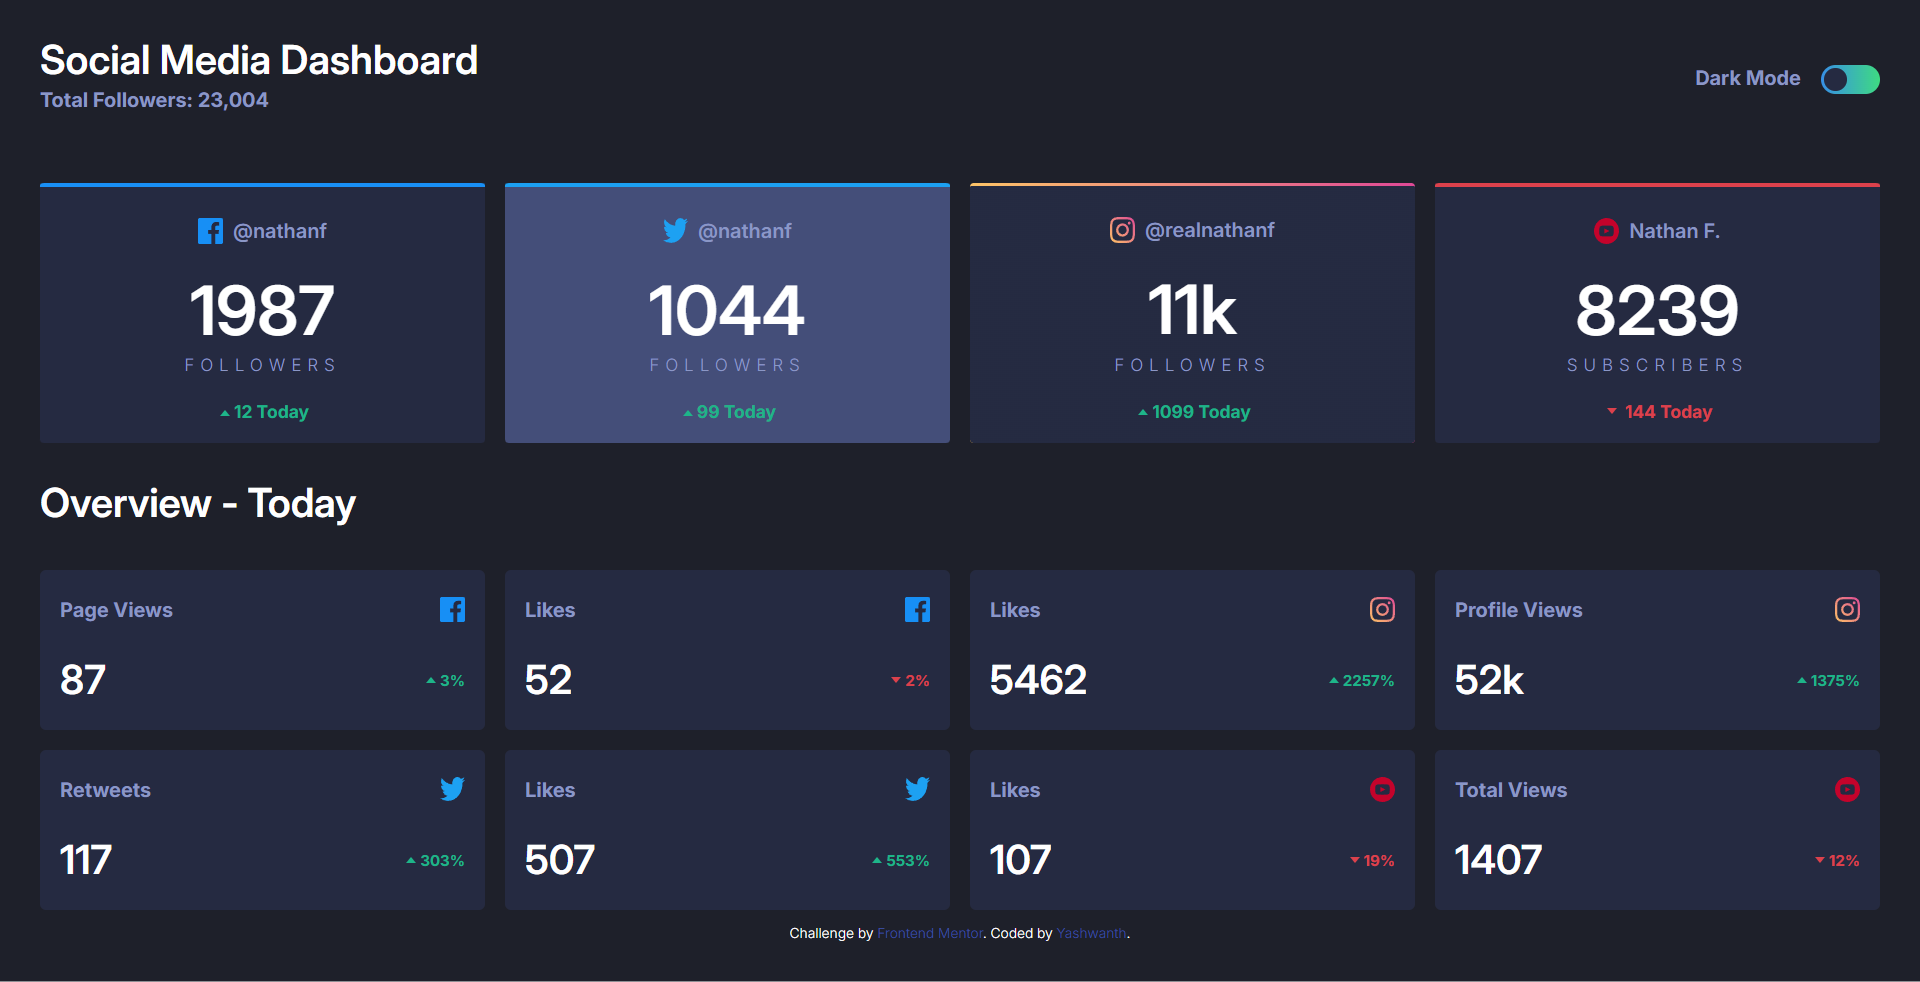 Social Media Dashboard
Total Followers: 23,004
Dark Mode
@nathanf
1987
FOLLOWERS
12 Today
@nathanf
1044
FOLLOWERS
99 Today
@realnathanf
11k
FOLLOWERS
1099 Today
Nathan F.
8239
SUBSCRIBERS
144 Today
Overview - Today
Page Views
87
3%
Likes
52
2%
Likes
5462
2257%
Profile Views
52k
1375%
Retweets
117
303%
Likes
507
553%
Likes
107
19%
Total Views
1407
12%
Challenge by Frontend Mentor. Coded by Yashwanth.